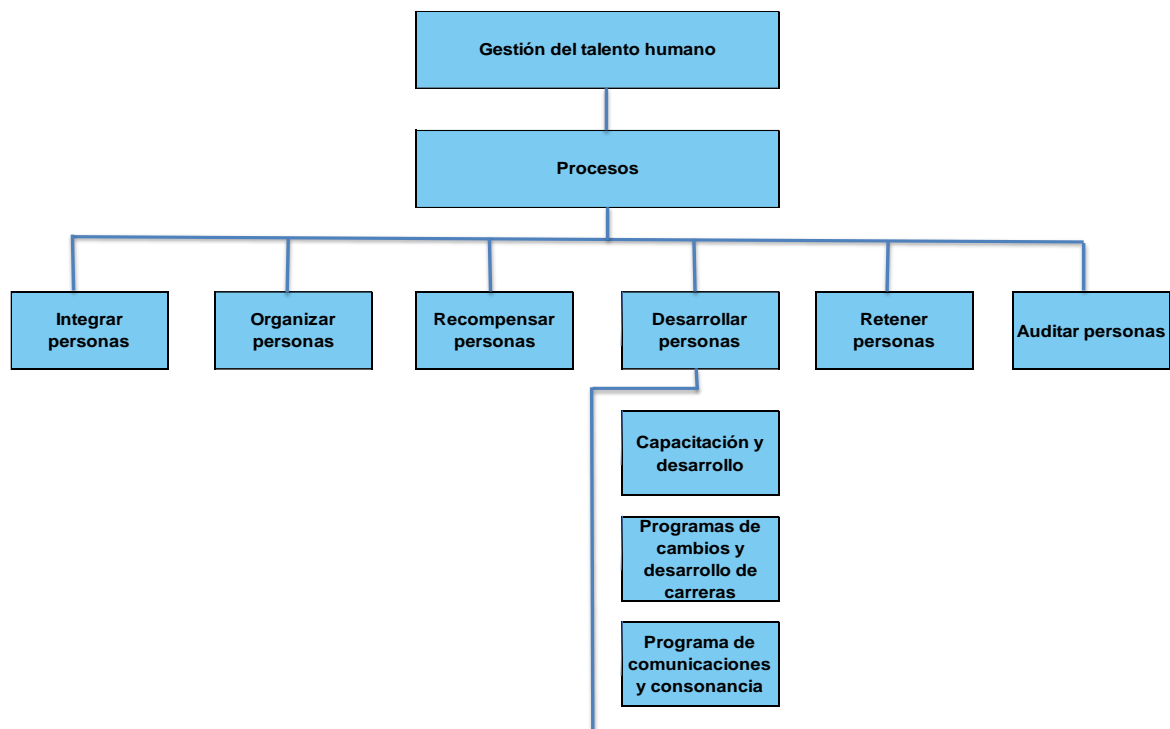 Gestión del talento humano
Procesos
Integrar
personas
Organizar
personas
Recompensar
personas
Desarrollar
personas
Retener
personas
Auditar personas
Capacitación y
desarrollo
Programas de
cambios y
desarrollo de
carreras
Programa de
comunicaciones
y consonancia